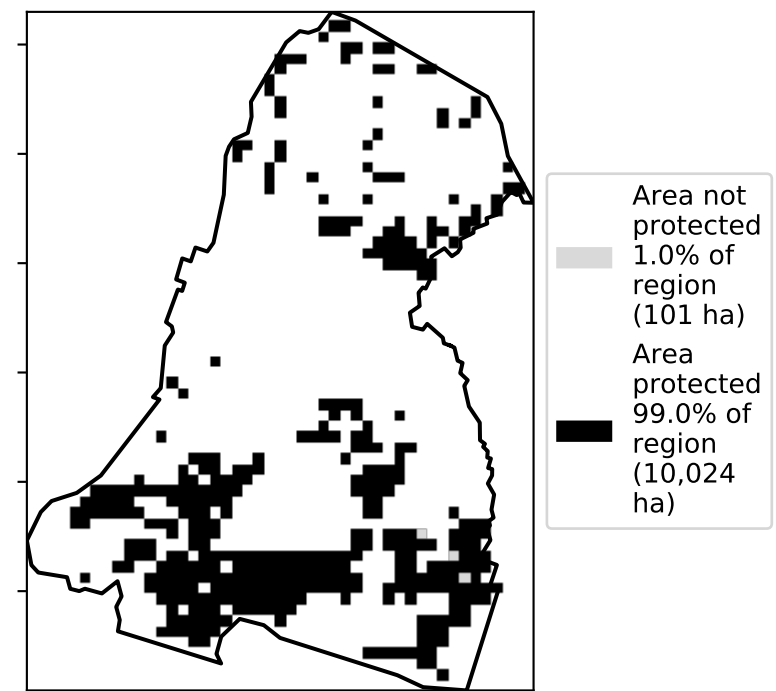 Area not
protected
1.0% of
region
(101 ha)
Area
protected
99.0% of
region
(10,024
ha)